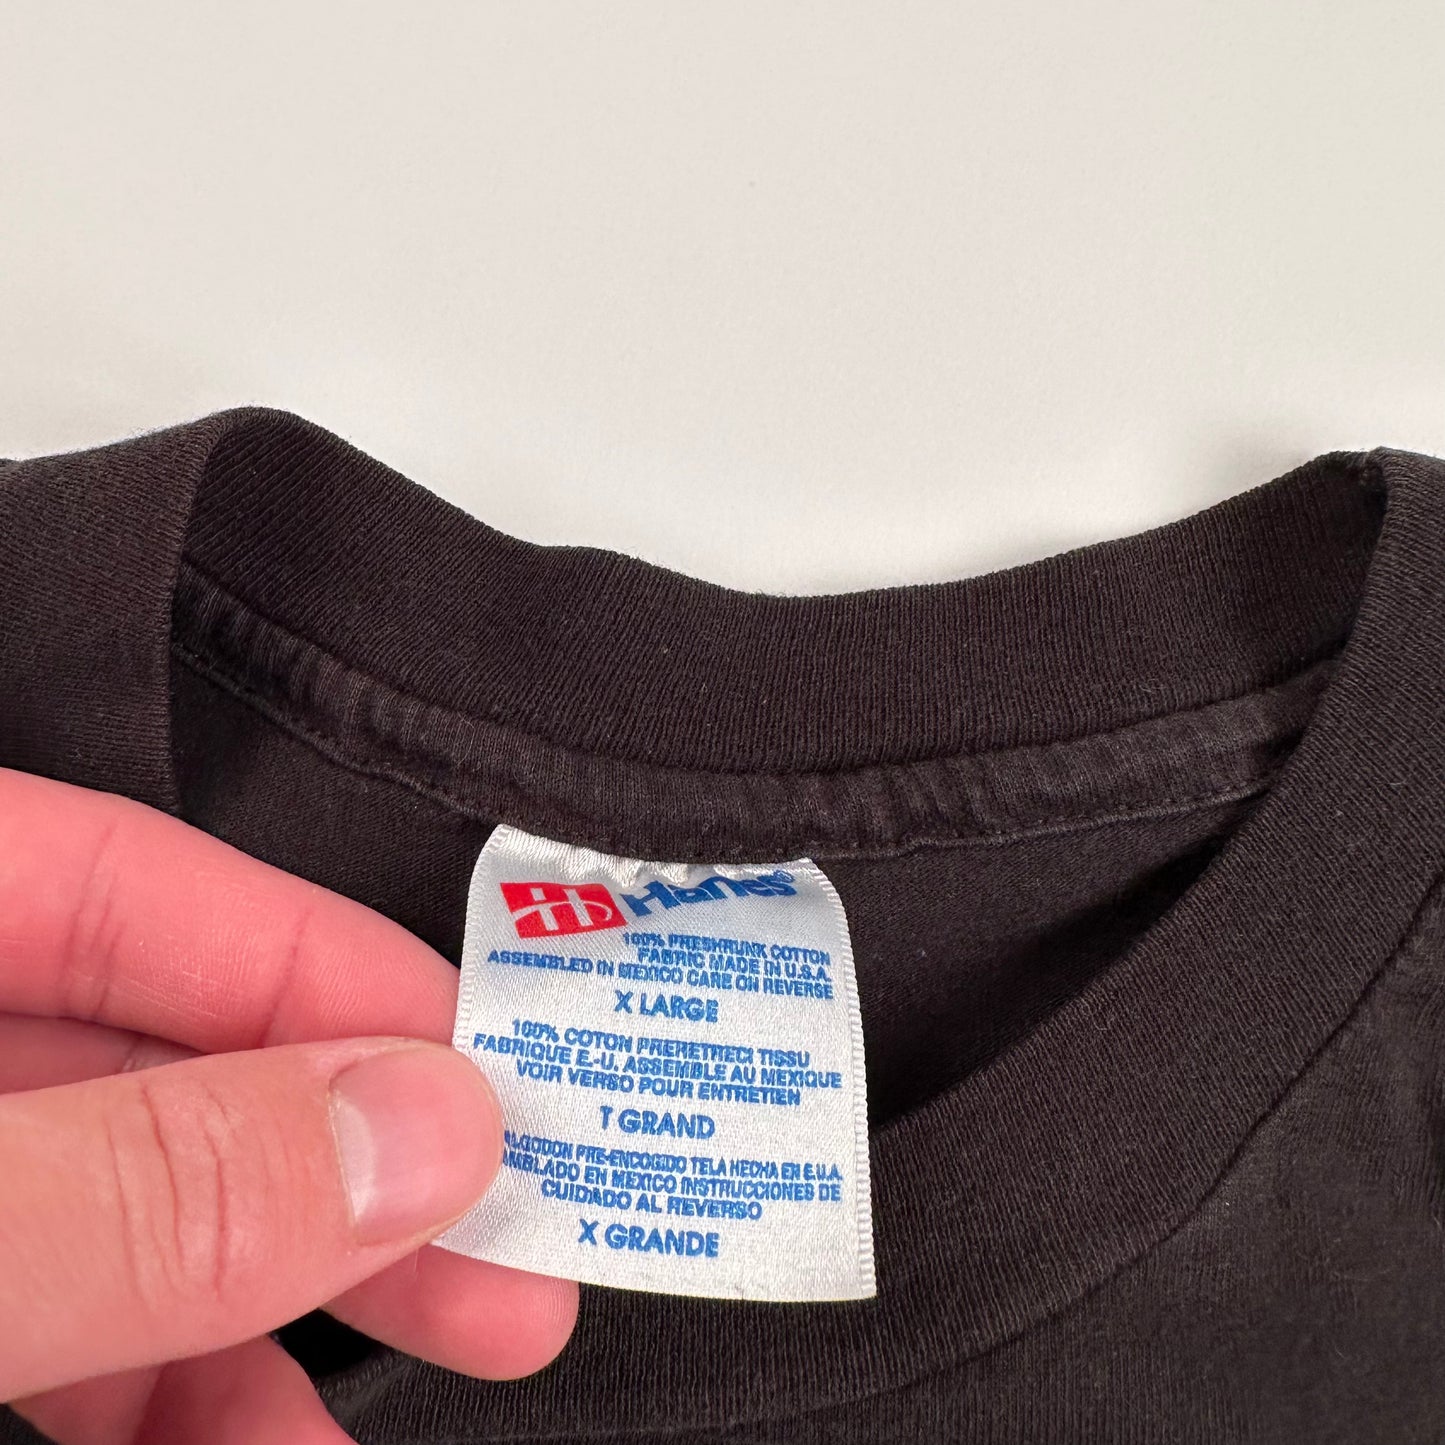 Hanes®
100% PRESHRUNK COTTON
FABRIC MADE IN U.S.A.
ASSEMBLED IN MEXICO CARE ON REVERSE
X LARGE
100% COTON PRERETRECI TISSU
FABRIQUE E.-U. ASSEMBLE AU MEXIQUE
VOIR VERSO POUR ENTRETIEN
T GRAND
ALGODON PRE-ENCOGIDO TELA HECHA EN E.U.A.
EN MEXICO INSTRUCCIONES DE
CUIDADO AL REVERSO
X GRANDE